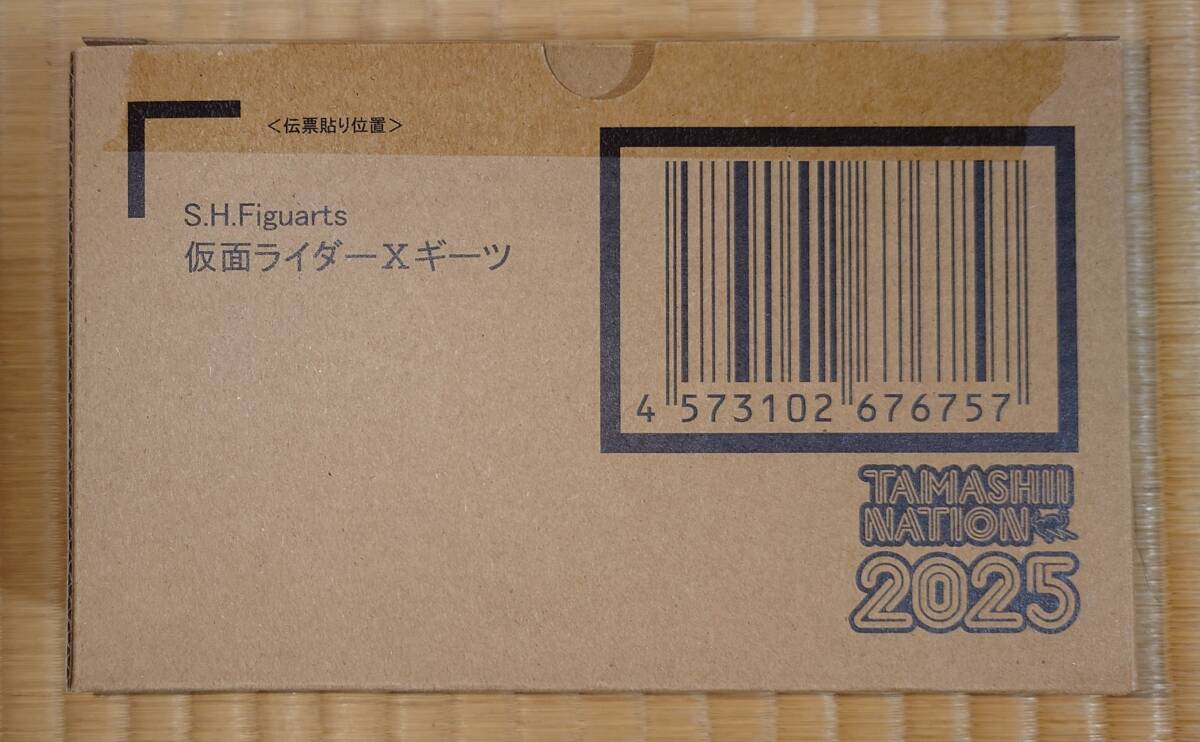 <伝票貼り位置>
S.H.Figuarts
仮面ライダーXギーツ
4 573102 676757
TAMASHII
NATION
2025